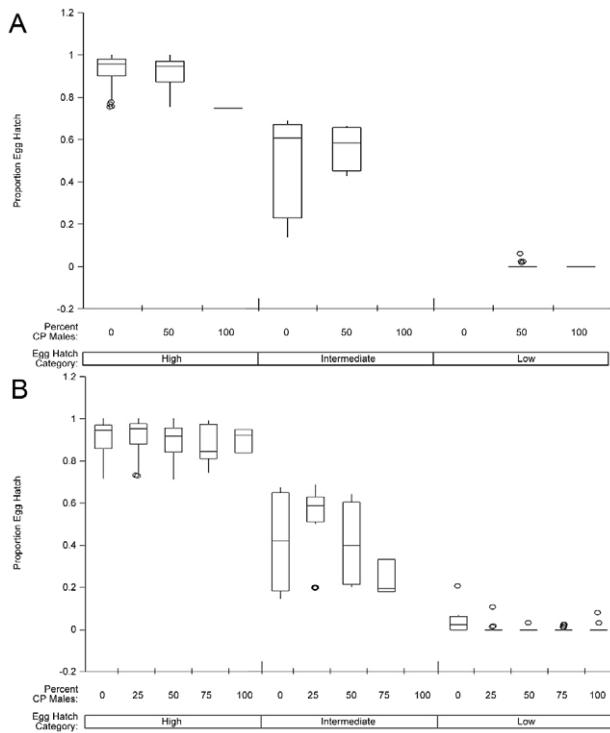 A
1.2
1
0.8
0.6
0.4
0.2
0
-0.2
Proportion Egg Hatch
Percent CP Males: 0 50 100 0 50 100 0 50 100
Egg Hatch Category: High Intermediate Low
B
1.2
1
0.8
0.6
0.4
0.2
0
-0.2
Proportion Egg Hatch
Percent CP Males: 0 25 50 75 100 0 25 50 75 100 0 25 50 75 100
Egg Hatch Category: High Intermediate Low